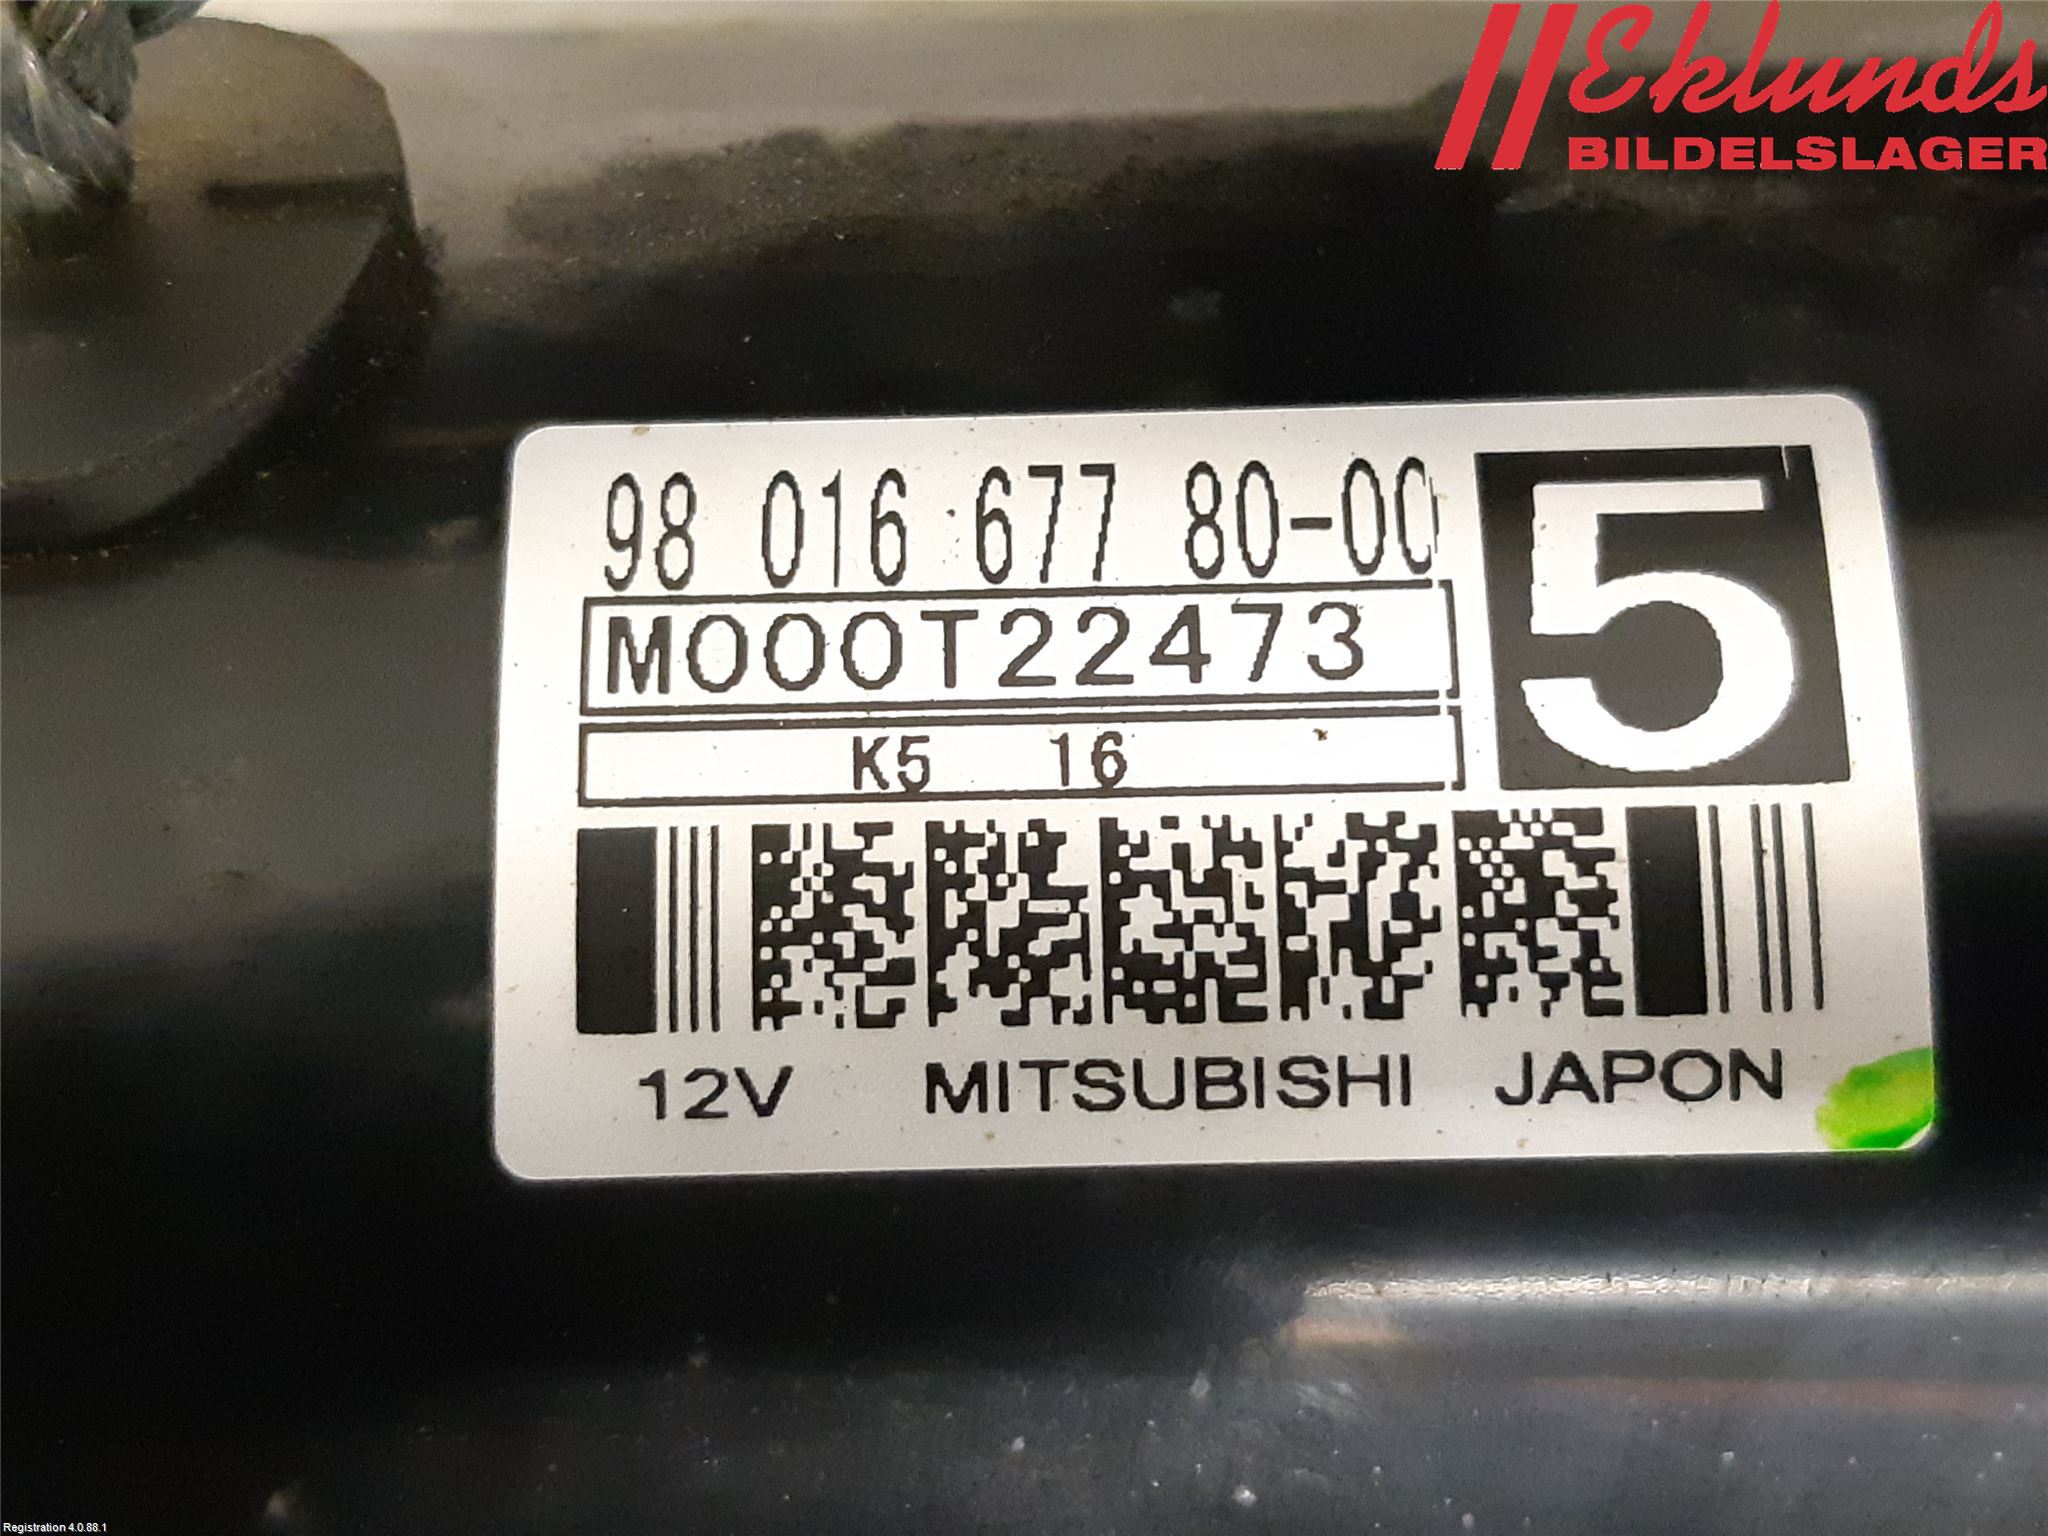 Eklunds
BILDELSLAGER
98 016 677 80-00
5
M000T22473
K5 16
12V MITSUBISHI JAPON
Registration 4.0.88.1